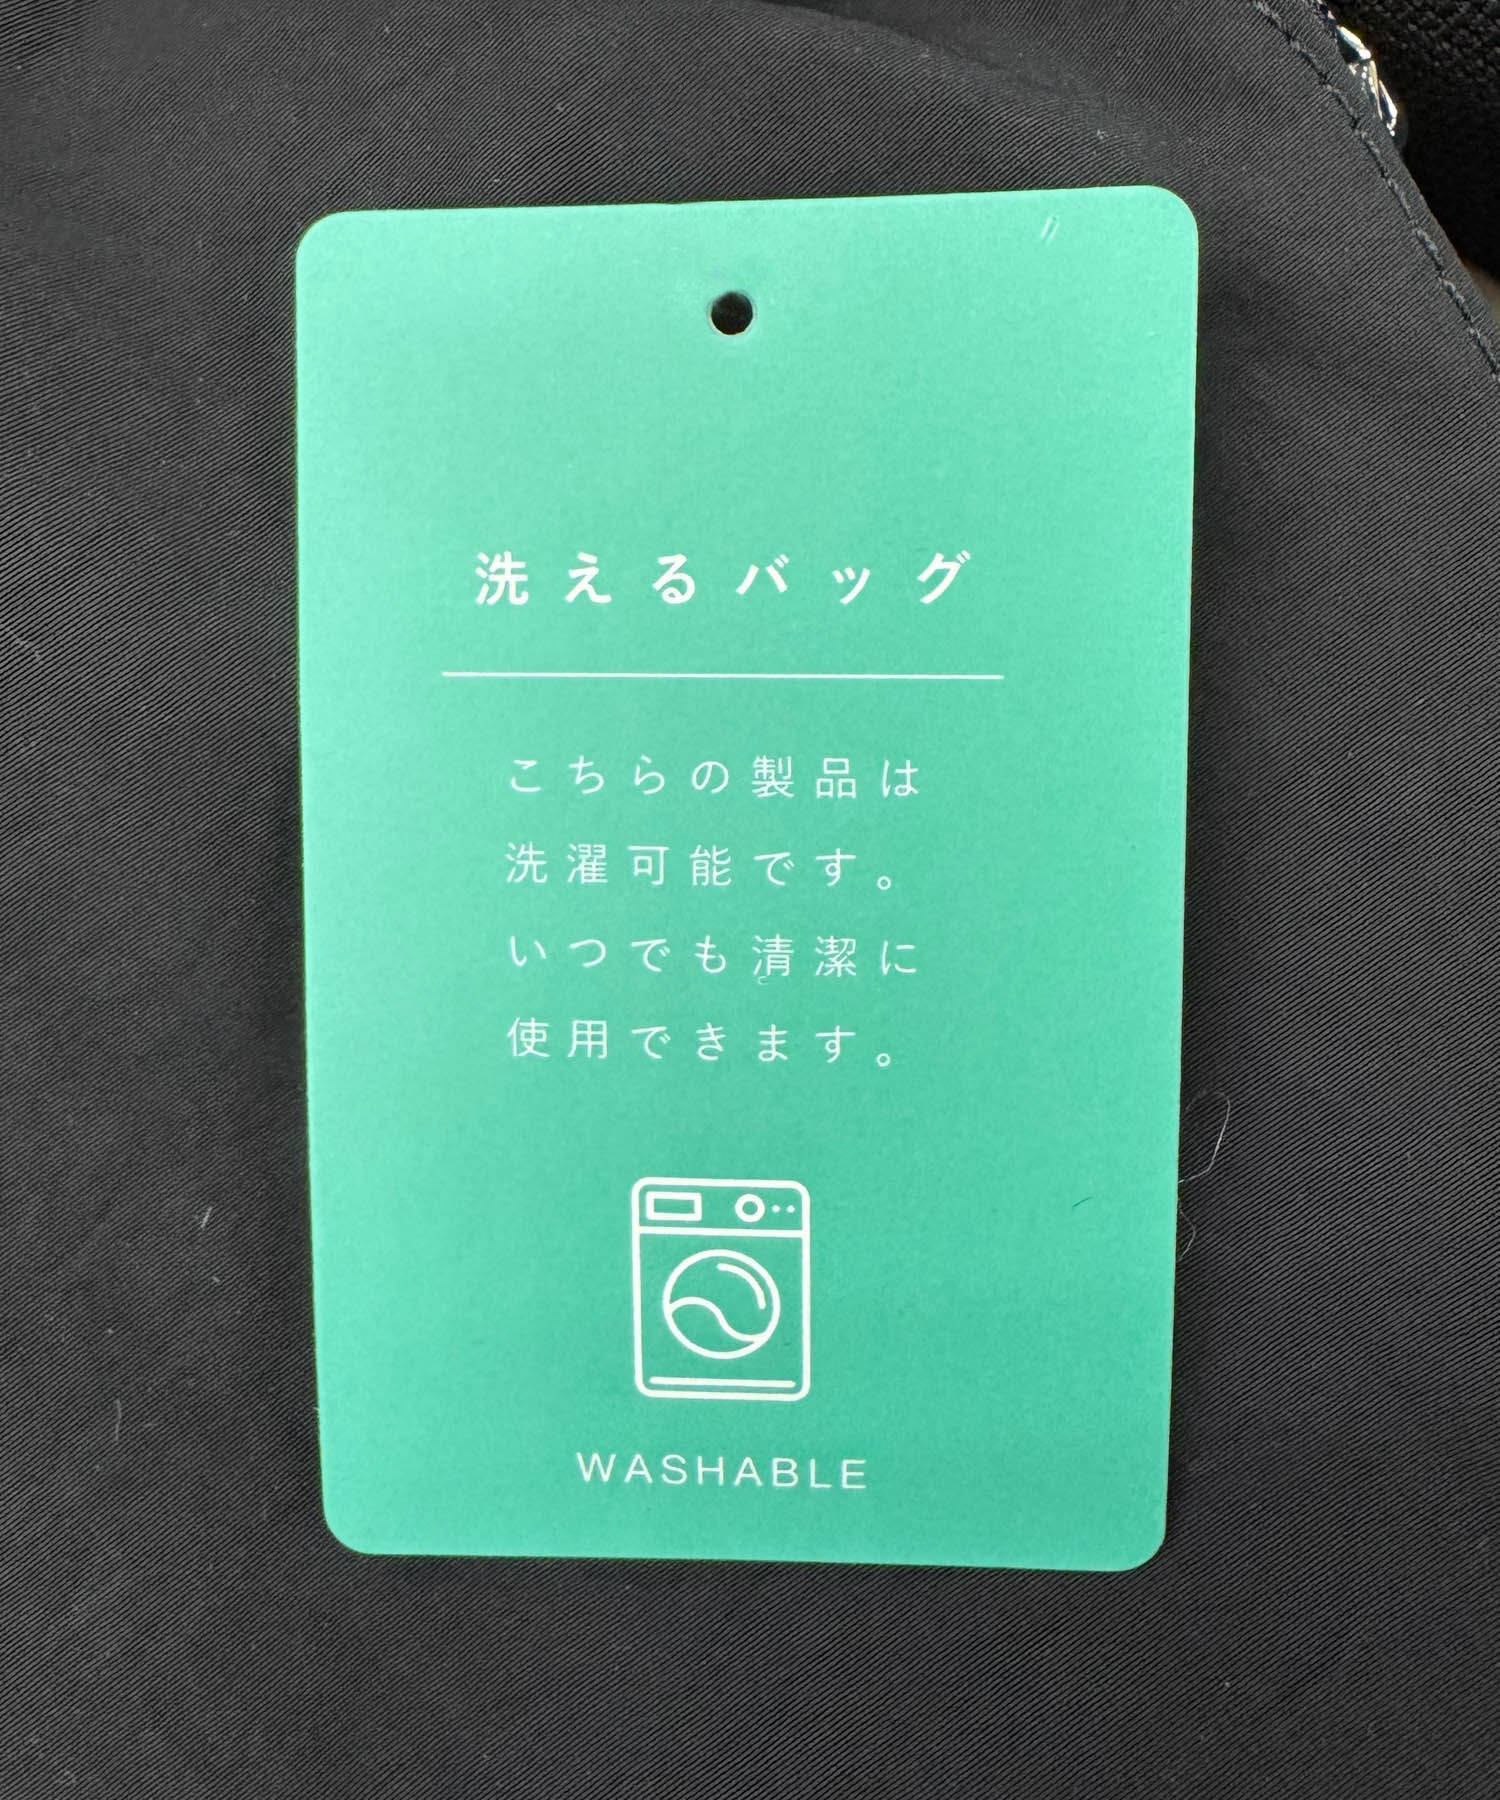 洗えるバッグ
こちらの製品は
洗濯可能です。
いつでも清潔に
使用できます。
WASHABLE